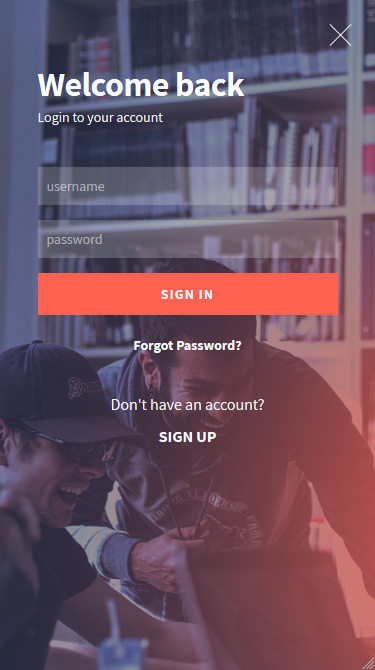 Welcome back
Login to your account
username
password
SIGN IN
Forgot Password?
Don't have an account?
SIGN UP